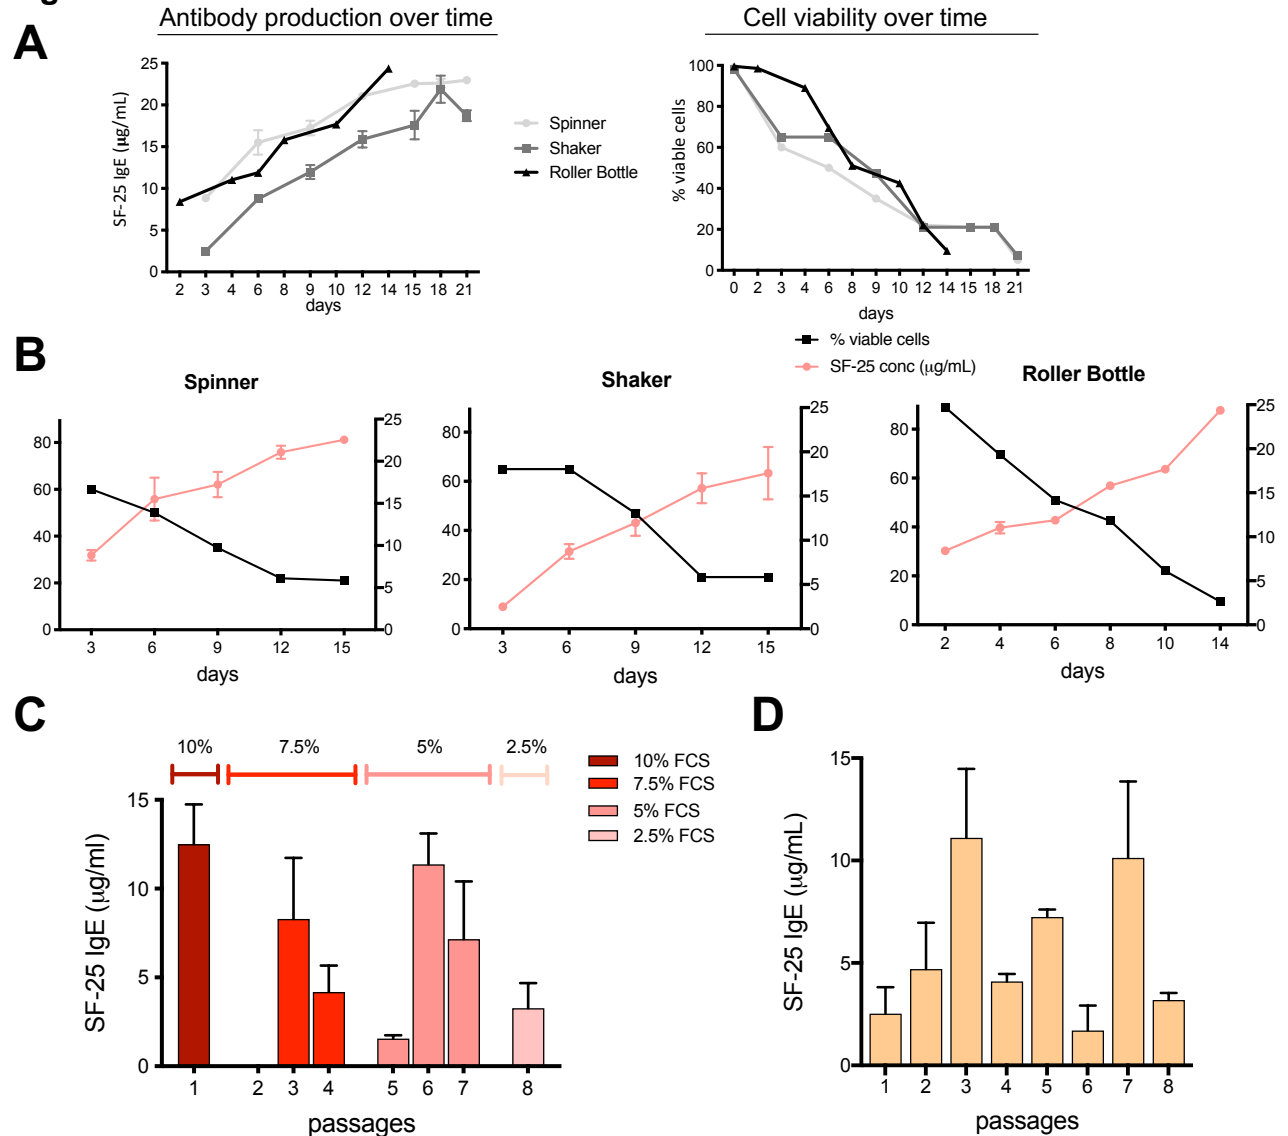 Antibody production over time
Cell viability over time
A
25
20
15
10
5
0
SF-25 IgE (μg/mL)
2 3 4 6 8 9 10 12 14 15 18 21
days
Spinner
Shaker
Roller Bottle
100
80
60
40
20
0
% viable cells
0 2 3 4 6 8 9 10 12 14 15 18 21
days
B
% viable cells
SF-25 conc (μg/mL)
Spinner
80
60
40
20
0
25
20
15
10
5
0
3 6 9 12 15
days
Shaker
80
60
40
20
0
25
20
15
10
5
0
3 6 9 12 15
days
Roller Bottle
80
60
40
20
0
25
20
15
10
5
0
2 4 6 8 10 14
days
C
10% 7.5% 5% 2.5%
10% FCS
7.5% FCS
5% FCS
2.5% FCS
15
10
5
0
SF-25 IgE (μg/ml)
1 2 3 4 5 6 7 8
passages
D
15
10
5
0
SF-25 IgE (μg/mL)
1 2 3 4 5 6 7 8
passages